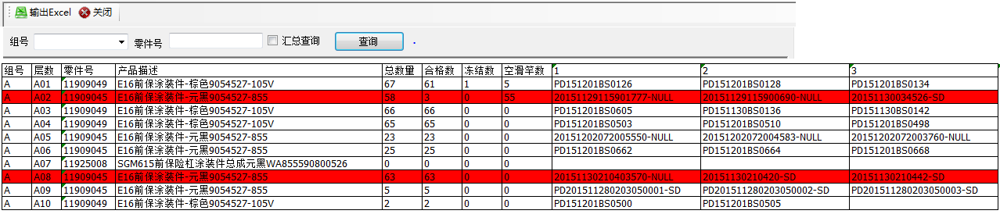 输出Excel 关闭
组号 零件号 汇总查询 查询
组号 层数 零件号 产品描述 总数量 合格数 冻结数 空滑竿数 1 2 3
A A01 11909049 E16前保涂装件-棕色9054527-105V 67 61 1 5 PD151201BS0126 PD151201BS0128 PD151201BS0134
A A02 11909045 E16前保涂装件-元黑9054527-855 58 3 0 55 20151129115901777-NULL 20151129115900690-NULL 20151130034526-SD
A A03 11909049 E16前保涂装件-棕色9054527-105V 66 66 0 0 PD151201BS0605 PD151130BS0136 PD151130BS0142
A A04 11909049 E16前保涂装件-棕色9054527-105V 65 65 0 0 PD151201BS0503 PD151201BS0510 PD151201BS0498
A A05 11909045 E16前保涂装件-元黑9054527-855 23 23 0 0 20151202072005550-NULL 20151202072004583-NULL 20151202072003760-NULL
A A06 11909045 E16前保涂装件-元黑9054527-855 25 25 0 0 PD151201BS0662 PD151201BS0664 PD151201BS0668
A A07 11925008 SGM615前保险杠涂装件总成元黑WA855590800526 0 0 0 0
A A08 11909045 E16前保涂装件-元黑9054527-855 63 63 0 0 20151130210403570-NULL 20151130210420-SD 20151130210442-SD
A A09 11909045 E16前保涂装件-元黑9054527-855 5 5 0 0 PD201511280203050001-SD PD201511280203050002-SD PD201511280203050003-SD
A A10 11909049 E16前保涂装件-棕色9054527-105V 2 2 0 0 PD151201BS0500 PD151201BS0505